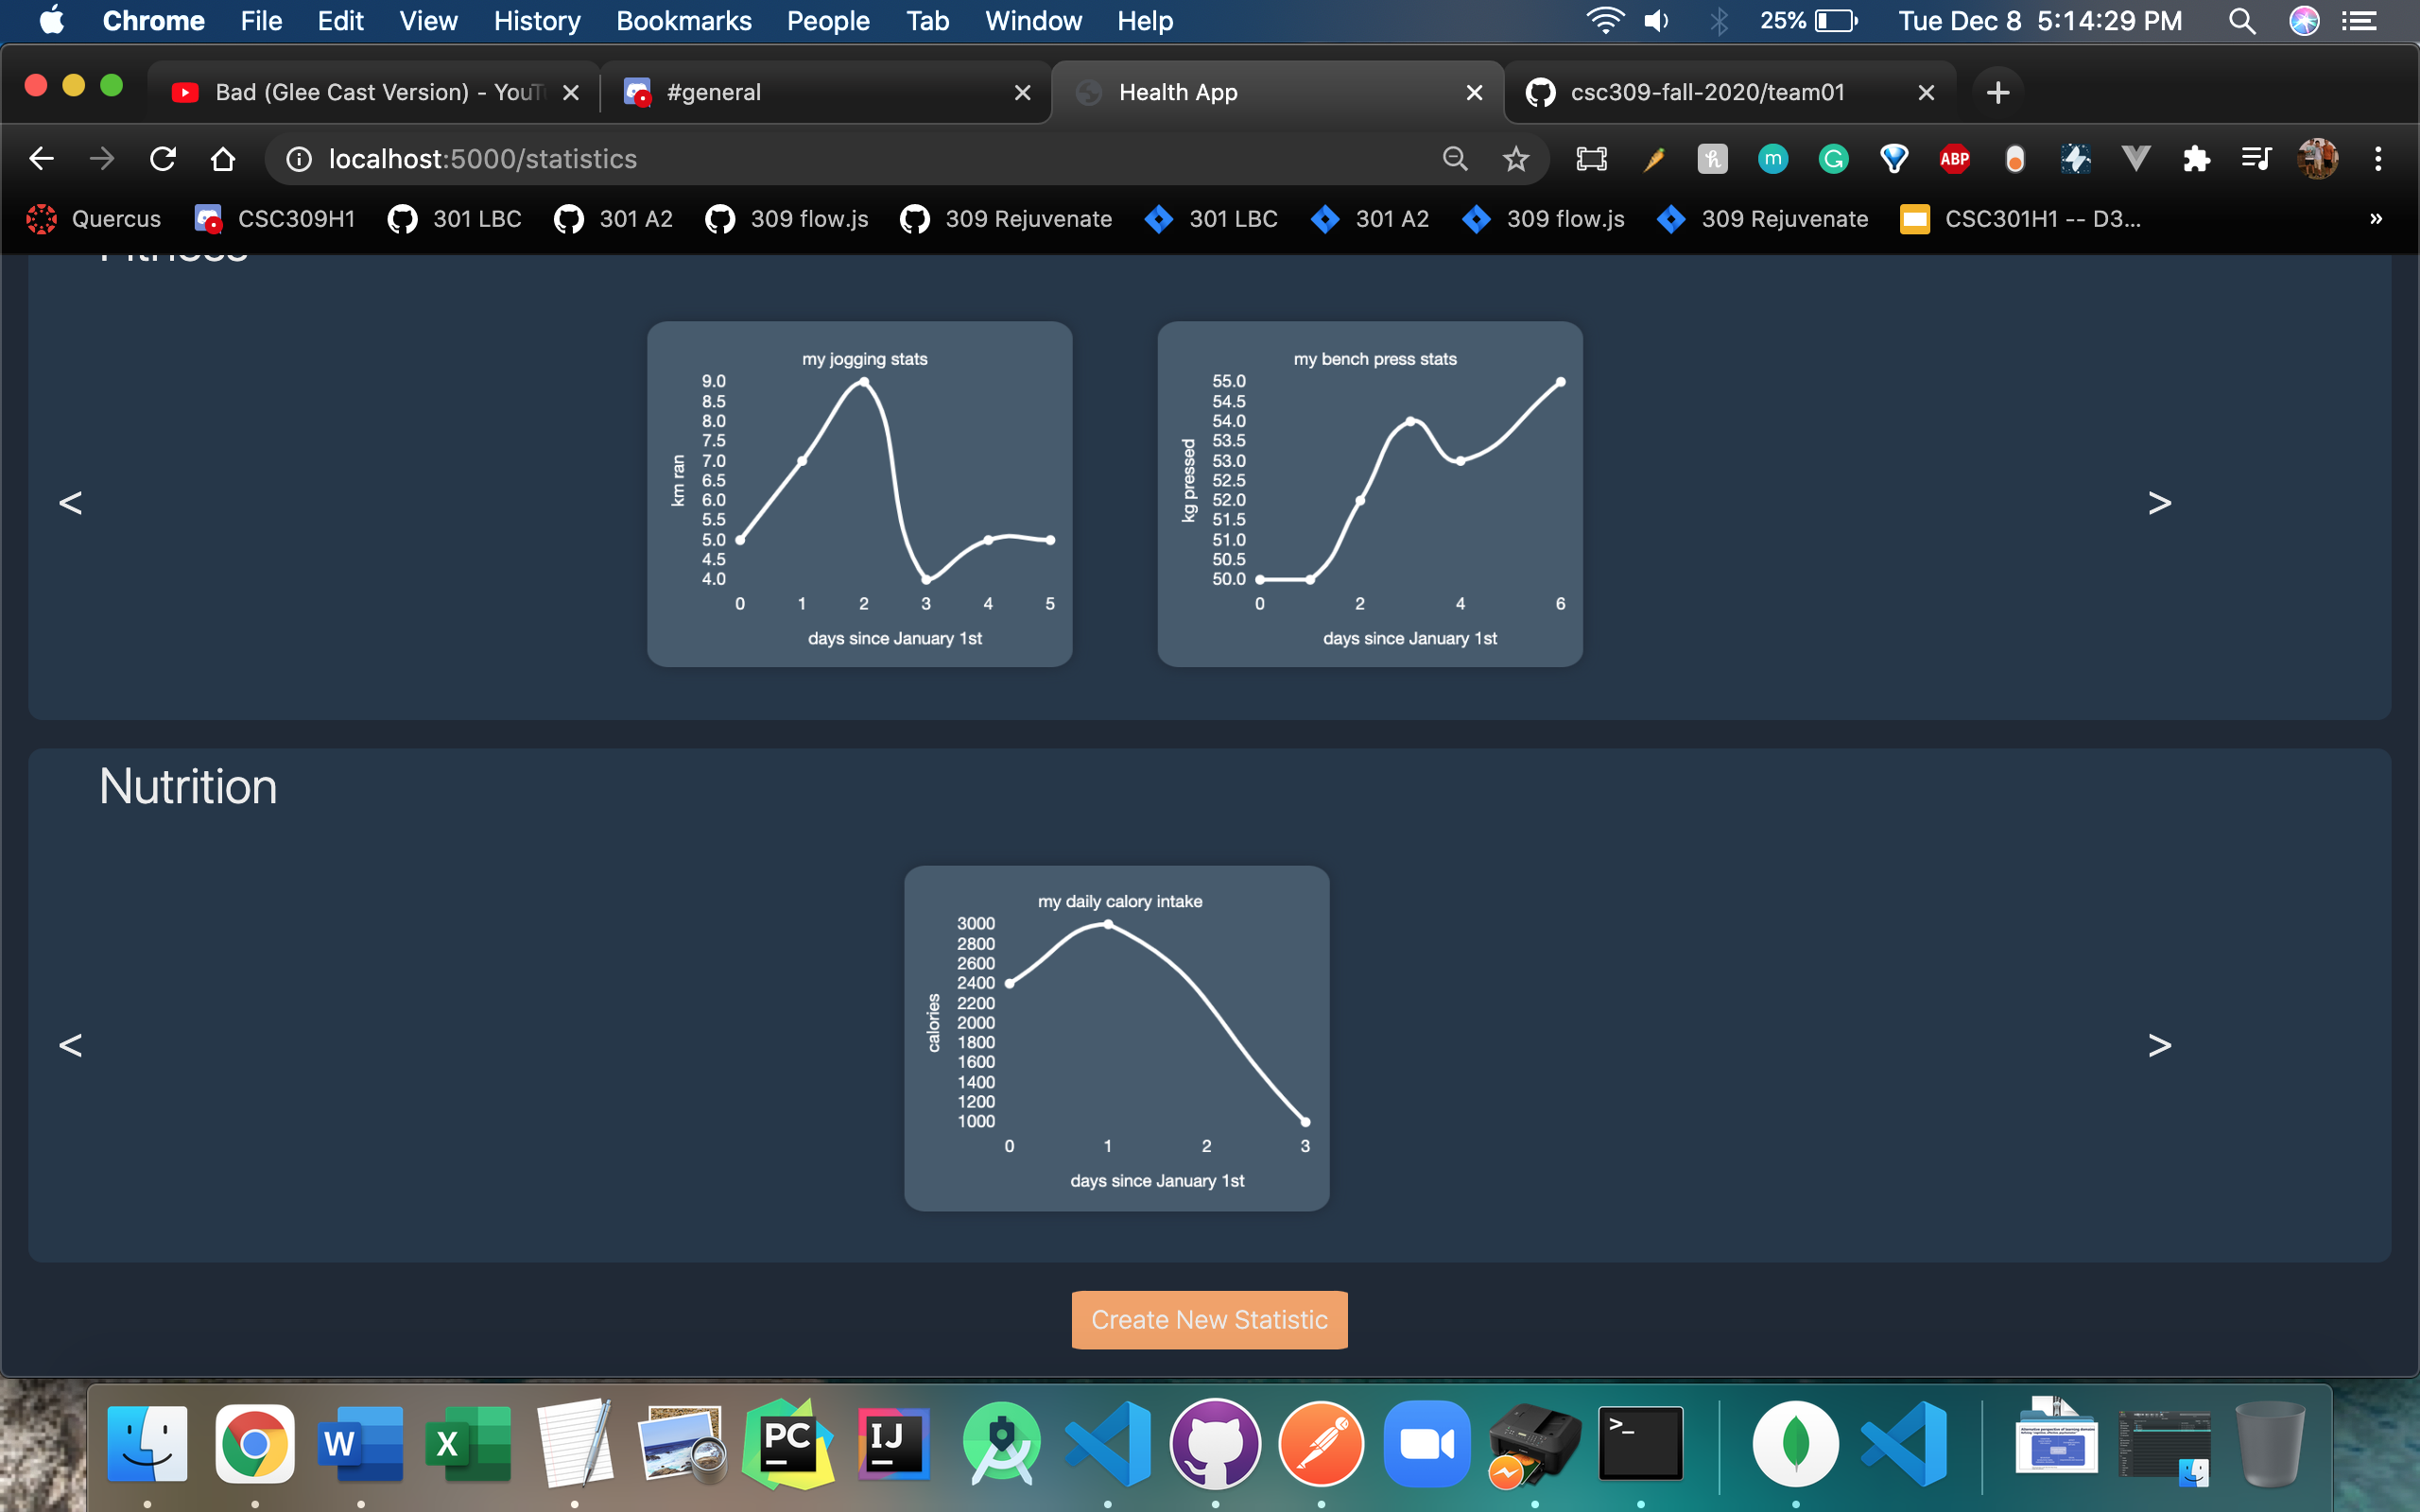 Chrome File Edit View History Bookmarks People Tab Window Help 25% Tue Dec 8 5:14:29 PM
Bad (Glee Cast Version) - YouT #general Health App csc309-fall-2020/team01
localhost:5000/statistics
Quercus CSC309H1 301 LBC 301 A2 309 flow.js 309 Rejuvenate 301 LBC 301 A2 309 flow.js 309 Rejuvenate CSC301H1 -- D3... »
Fitness
my jogging stats
9.0
8.5
8.0
7.5
7.0
6.5
6.0
5.5
5.0
4.5
4.0
km ran
0 1 2 3 4 5
days since January 1st
my bench press stats
55.0
54.5
54.0
53.5
53.0
52.5
52.0
51.5
51.0
50.5
50.0
kg pressed
0 2 4 6
days since January 1st
< >
Nutrition
my daily calory intake
3000
2800
2600
2400
2200
2000
1800
1600
1400
1200
1000
calories
0 1 2 3
days since January 1st
< >
Create New Statistic
W X PC IJ >_